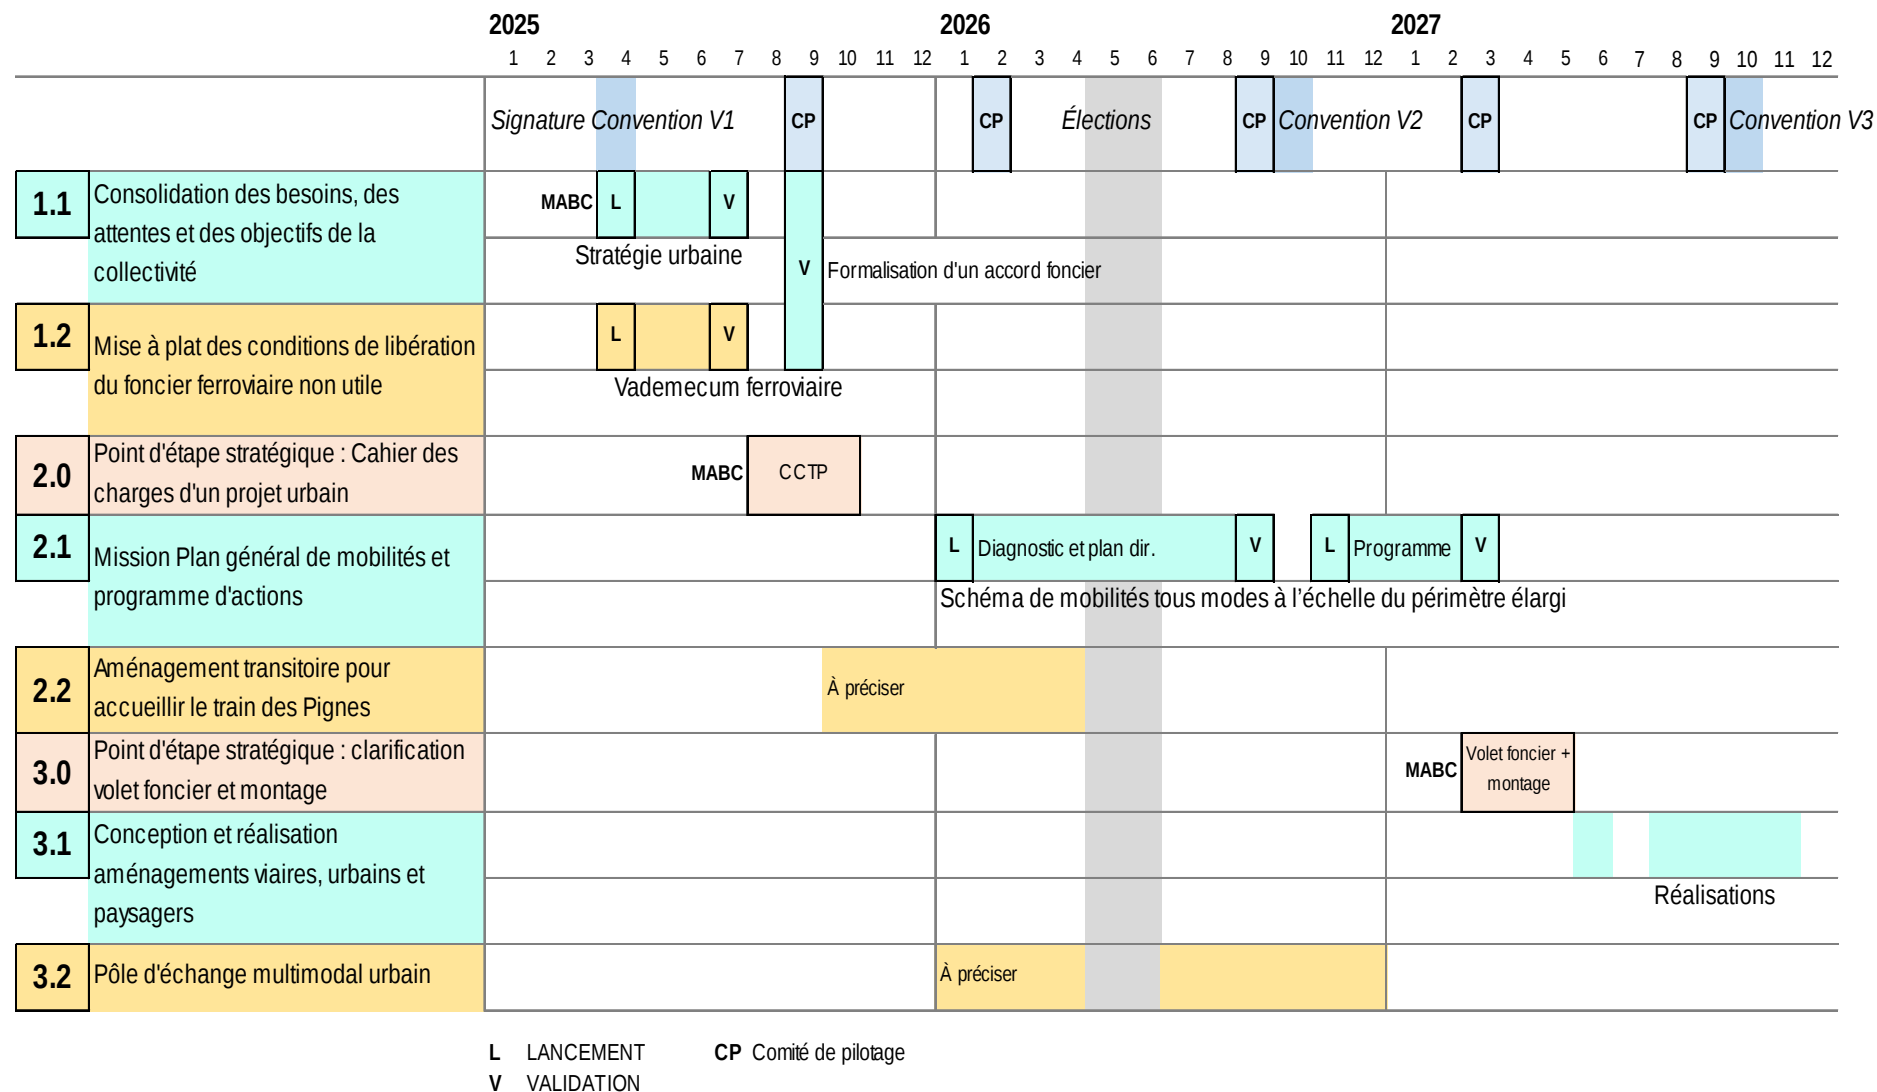 2025 2026 2027
1 2 3 4 5 6 7 8 9 10 11 12 1 2 3 4 5 6 7 8 9 10 11 12 1 2 3 4 5 6 7 8 9 10 11 12
Signature Convention V1 CP CP Élections CP Convention V2 CP CP Convention V3
1.1 Consolidation des besoins, des
attentes et des objectifs de la
collectivité
MABC L V
Stratégie urbaine
V Formalisation d'un accord foncier
1.2 Mise à plat des conditions de libération
du foncier ferroviaire non utile
L V
Vademecum ferroviaire
2.0 Point d'étape stratégique : Cahier des
charges d'un projet urbain
MABC CCTP
2.1 Mission Plan général de mobilités et
programme d'actions
L Diagnostic et plan dir. V L Programme V
Schéma de mobilités tous modes à l’échelle du périmètre élargi
2.2 Aménagement transitoire pour
accueillir le train des Pignes
À préciser
3.0 Point d'étape stratégique : clarification
volet foncier et montage
MABC Volet foncier +
montage
3.1 Conception et réalisation
aménagements viaires, urbains et
paysagers
Réalisations
3.2 Pôle d'échange multimodal urbain
À préciser
L LANCEMENT CP Comité de pilotage
V VALIDATION